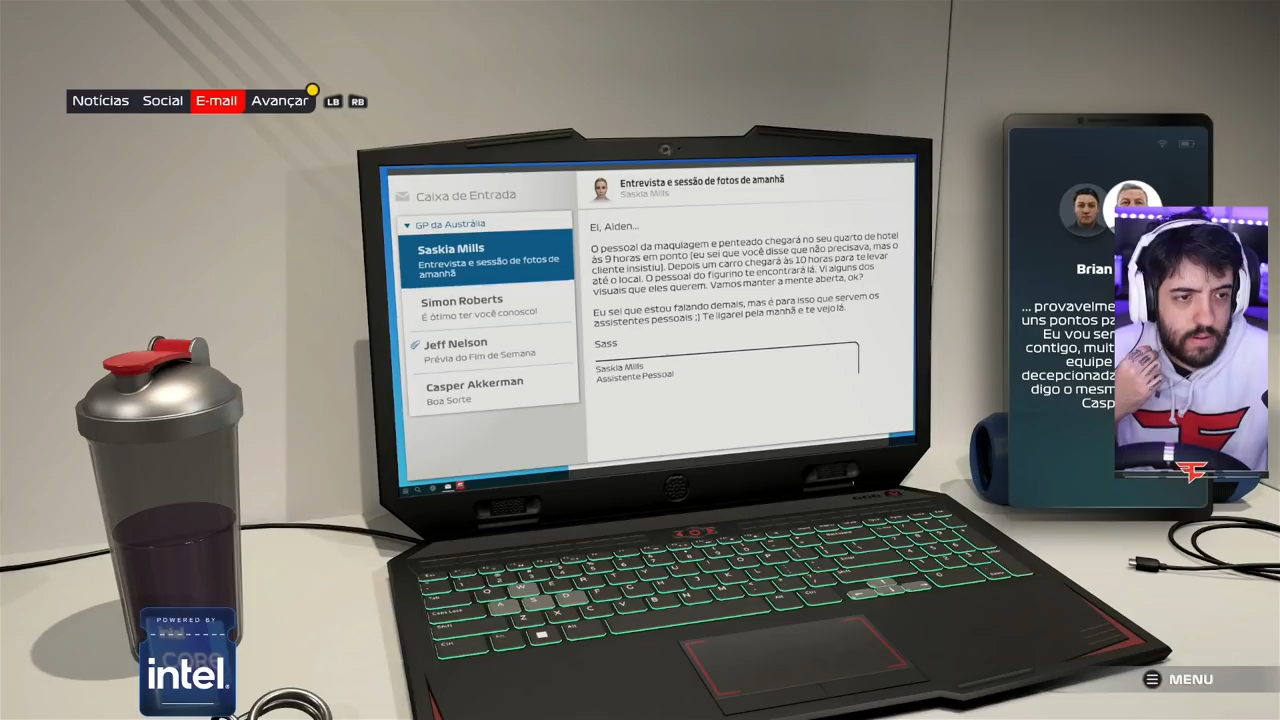 Notícias Social E-mail Avançar LB RB
Caixa de Entrada
GP da Austrália
Saskia Mills
Entrevista e sessão de fotos de
amanhã
Simon Roberts
É ótimo ter você conosco!
Jeff Nelson
Prévia do Fim de Semana
Casper Akkerman
Boa Sorte
Entrevista e sessão de fotos de amanhã
Saskia Mills
Ei, Aiden...
O pessoal da maquiagem e penteado chegará no seu quarto de hotel
às 9 horas em ponto [eu sei que você disse que não precisava, mas o
cliente insistiu]. Depois um carro chegará às 10 horas para te levar
até o local. O pessoal do figurino te encontrará lá. Vi alguns dos
visuais que eles querem. Vamos manter a mente aberta, ok?
Eu sei que estou falando demais, mas é para isso que servem os
assistentes pessoais ;) Te ligarei pela manhã e te vejo lá.
Sass
Saskia Mills
Assistente Pessoal
Brian
... provavelme
uns pontos pa
Eu vou ser
contigo, muit
equipe
decepcionada
digo o mesm
Casp
POWERED BY
intel
CORE
intel.
MENU